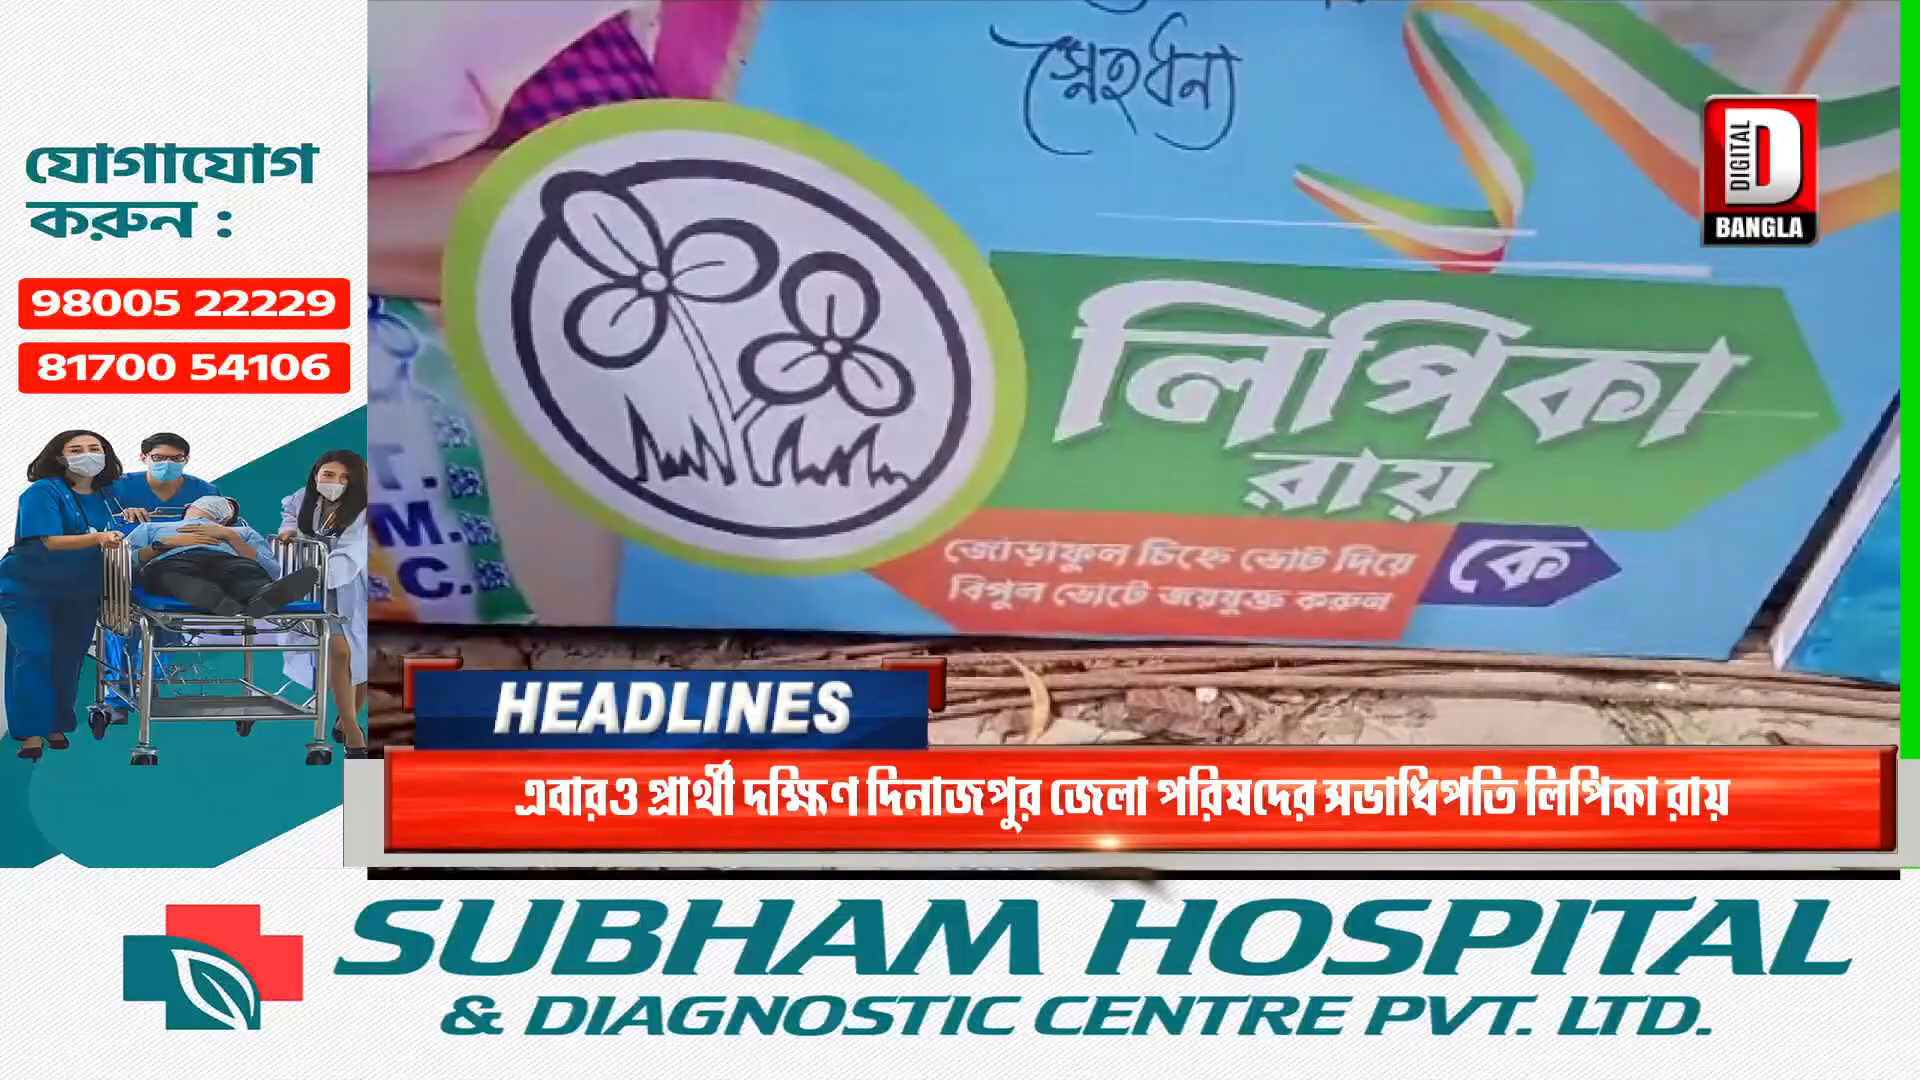 যোগাযোগ
করুন :
98005 22229
81700 54106
স্নেহধন্য
DIGITAL
D
BANGLA
লিপিকা
রায়
কে
জোড়াফুল চিহ্নে ভোট দিয়ে
বিপুল ভোটে জয়যুক্ত করুন
T.
M.
C.
HEADLINES
এবারও প্রার্থী দক্ষিণ দিনাজপুর জেলা পরিষদের সভাধিপতি লিপিকা রায়
SUBHAM HOSPITAL
& DIAGNOSTIC CENTRE PVT. LTD.